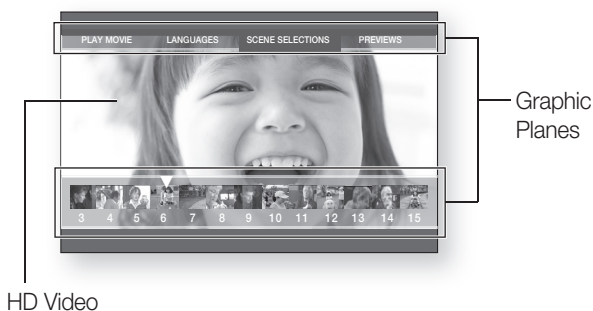 PLAY MOVIE LANGUAGES SCENE SELECTIONS PREVIEWS
Graphic
Planes
3 4 5 6 7 8 9 10 11 12 13 14 15
HD Video